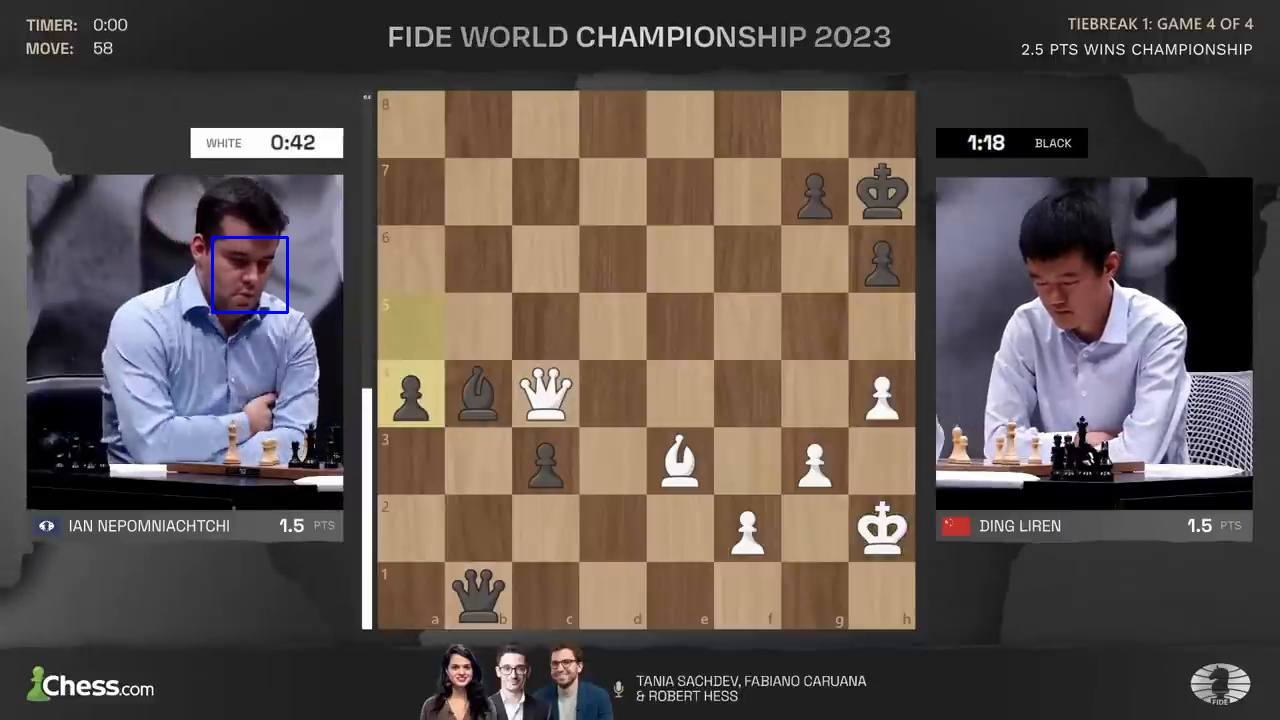 TIMER: 0:00
MOVE: 58
FIDE WORLD CHAMPIONSHIP 2023
TIEBREAK 1: GAME 4 OF 4
2.5 PTS WINS CHAMPIONSHIP
WHITE 0:42
1:18 BLACK
8
7
6
5
3
2
1
a b c d e f g h
IAN NEPOMNIACHTCHI 1.5 PTS
DING LIREN 1.5 PTS
Chess.com
TANIA SACHDEV, FABIANO CARUANA
& ROBERT HESS
FIDE